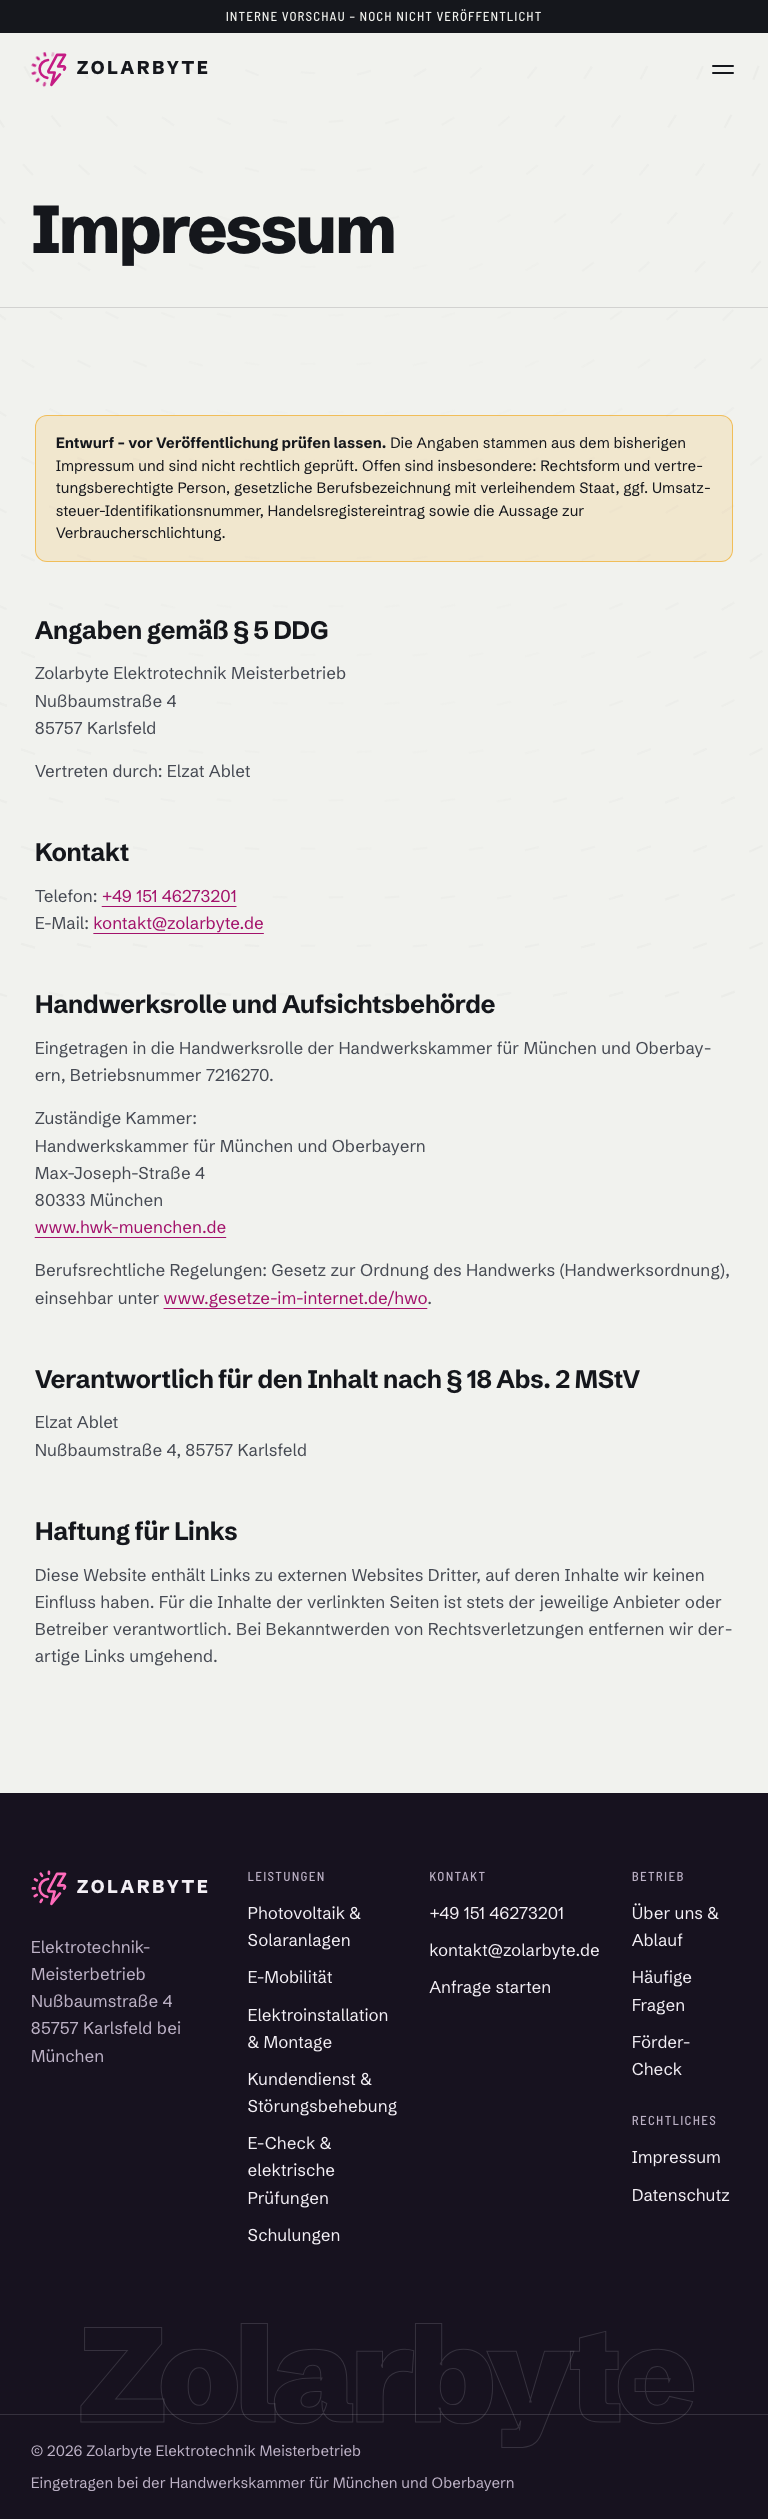 INTERNE VORSCHAU – NOCH NICHT VERÖFFENTLICHT
ZOLARBYTE
Impressum
Entwurf – vor Veröffentlichung prüfen lassen. Die Angaben stammen aus dem bisherigen
Impressum und sind nicht rechtlich geprüft. Offen sind insbesondere: Rechtsform und vertre-
tungsberechtigte Person, gesetzliche Berufsbezeichnung mit verleihendem Staat, ggf. Umsatz-
steuer-Identifikationsnummer, Handelsregistereintrag sowie die Aussage zur
Verbraucherschlichtung.
Angaben gemäß § 5 DDG
Zolarbyte Elektrotechnik Meisterbetrieb
Nußbaumstraße 4
85757 Karlsfeld
Vertreten durch: Elzat Ablet
Kontakt
Telefon: +49 151 46273201
E-Mail: kontakt@zolarbyte.de
Handwerksrolle und Aufsichtsbehörde
Eingetragen in die Handwerksrolle der Handwerkskammer für München und Oberbay-
ern, Betriebsnummer 7216270.
Zuständige Kammer:
Handwerkskammer für München und Oberbayern
Max-Joseph-Straße 4
80333 München
www.hwk-muenchen.de
Berufsrechtliche Regelungen: Gesetz zur Ordnung des Handwerks (Handwerksordnung),
einsehbar unter www.gesetze-im-internet.de/hwo.
Verantwortlich für den Inhalt nach § 18 Abs. 2 MStV
Elzat Ablet
Nußbaumstraße 4, 85757 Karlsfeld
Haftung für Links
Diese Website enthält Links zu externen Websites Dritter, auf deren Inhalte wir keinen
Einfluss haben. Für die Inhalte der verlinkten Seiten ist stets der jeweilige Anbieter oder
Betreiber verantwortlich. Bei Bekanntwerden von Rechtsverletzungen entfernen wir der-
artige Links umgehend.
ZOLARBYTE
Elektrotechnik-
Meisterbetrieb
Nußbaumstraße 4
85757 Karlsfeld bei
München
LEISTUNGEN
Photovoltaik &
Solaranlagen
E-Mobilität
Elektroinstallation
& Montage
Kundendienst &
Störungsbehebung
E-Check &
elektrische
Prüfungen
Schulungen
KONTAKT
+49 151 46273201
kontakt@zolarbyte.de
Anfrage starten
BETRIEB
Über uns &
Ablauf
Häufige
Fragen
Förder-
Check
RECHTLICHES
Impressum
Datenschutz
Zolarbyte
© 2026 Zolarbyte Elektrotechnik Meisterbetrieb
Eingetragen bei der Handwerkskammer für München und Oberbayern